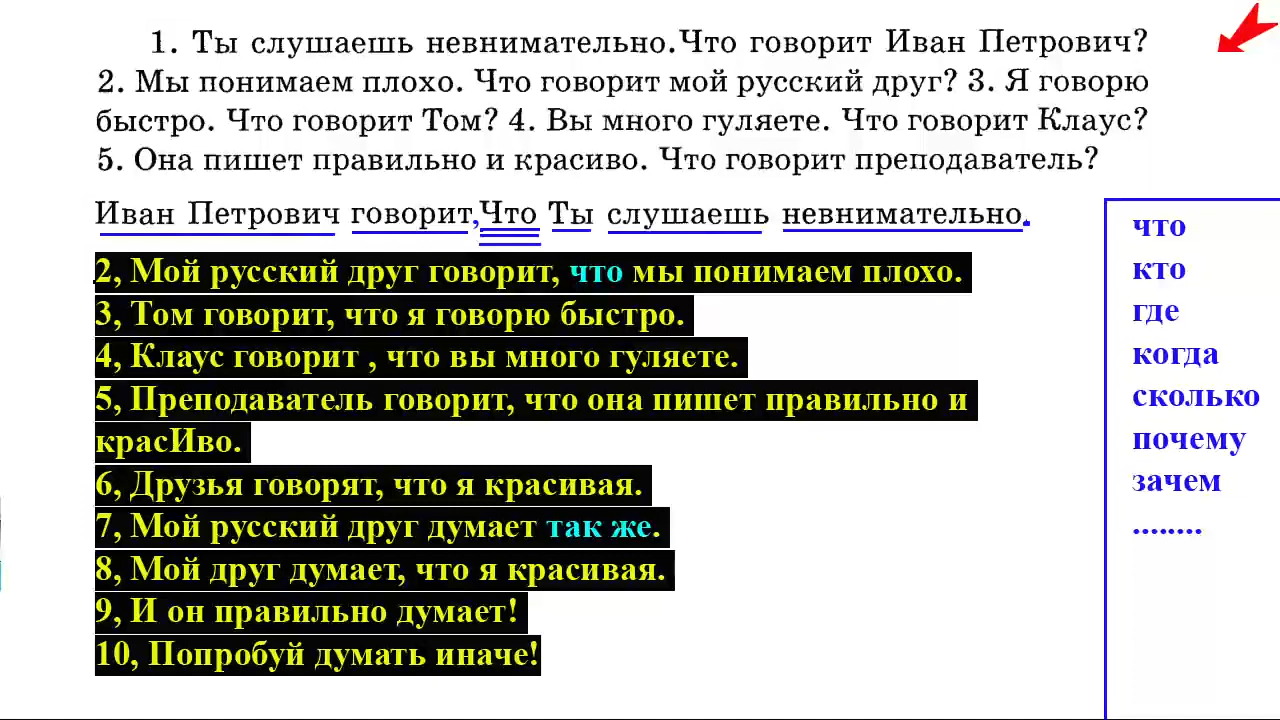 1. Ты слушаешь невнимательно.Что говорит Иван Петрович?
2. Мы понимаем плохо. Что говорит мой русский друг? 3. Я говорю
быстро. Что говорит Том? 4. Вы много гуляете. Что говорит Клаус?
5. Она пишет правильно и красиво. Что говорит преподаватель?
Иван Петрович говорит,Что Ты слушаешь невнимательно.
2, Мой русский друг говорит, что мы понимаем плохо.
3, Том говорит, что я говорю быстро.
4, Клаус говорит , что вы много гуляете.
5, Преподаватель говорит, что она пишет правильно и
красИво.
6, Друзья говорят, что я красивая.
7, Мой русский друг думает так же.
8, Мой друг думает, что я красивая.
9, И он правильно думает!
10, Попробуй думать иначе!
что
кто
где
когда
сколько
почему
зачем
........